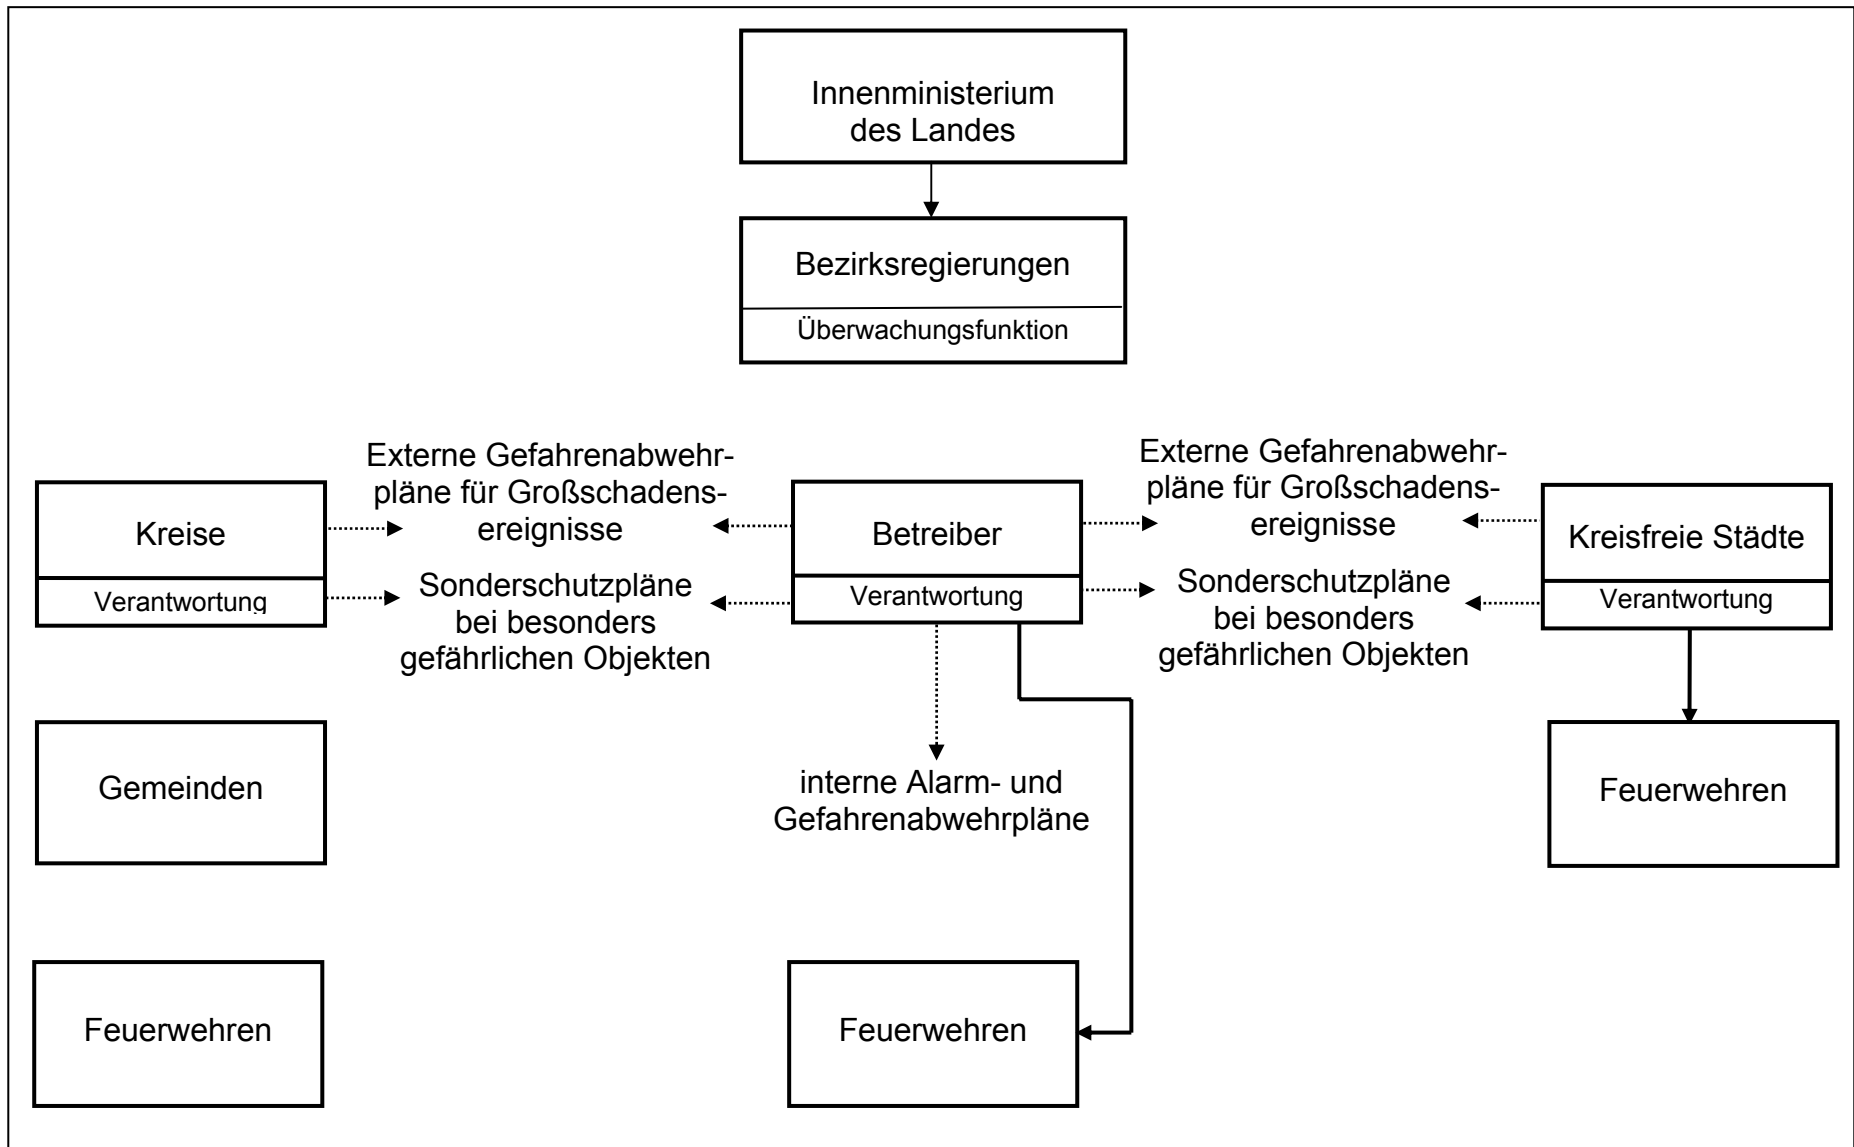 Innenministerium
des Landes
Bezirksregierungen
Überwachungsfunktion
Externe Gefahrenabwehr-
pläne für Großschadens-
ereignisse
Externe Gefahrenabwehr-
pläne für Großschadens-
ereignisse
Kreise
Verantwortung
Betreiber
Verantwortung
Kreisfreie Städte
Verantwortung
Sonderschutzpläne
bei besonders
gefährlichen Objekten
Sonderschutzpläne
bei besonders
gefährlichen Objekten
Gemeinden
interne Alarm- und
Gefahrenabwehrpläne
Feuerwehren
Feuerwehren
Feuerwehren